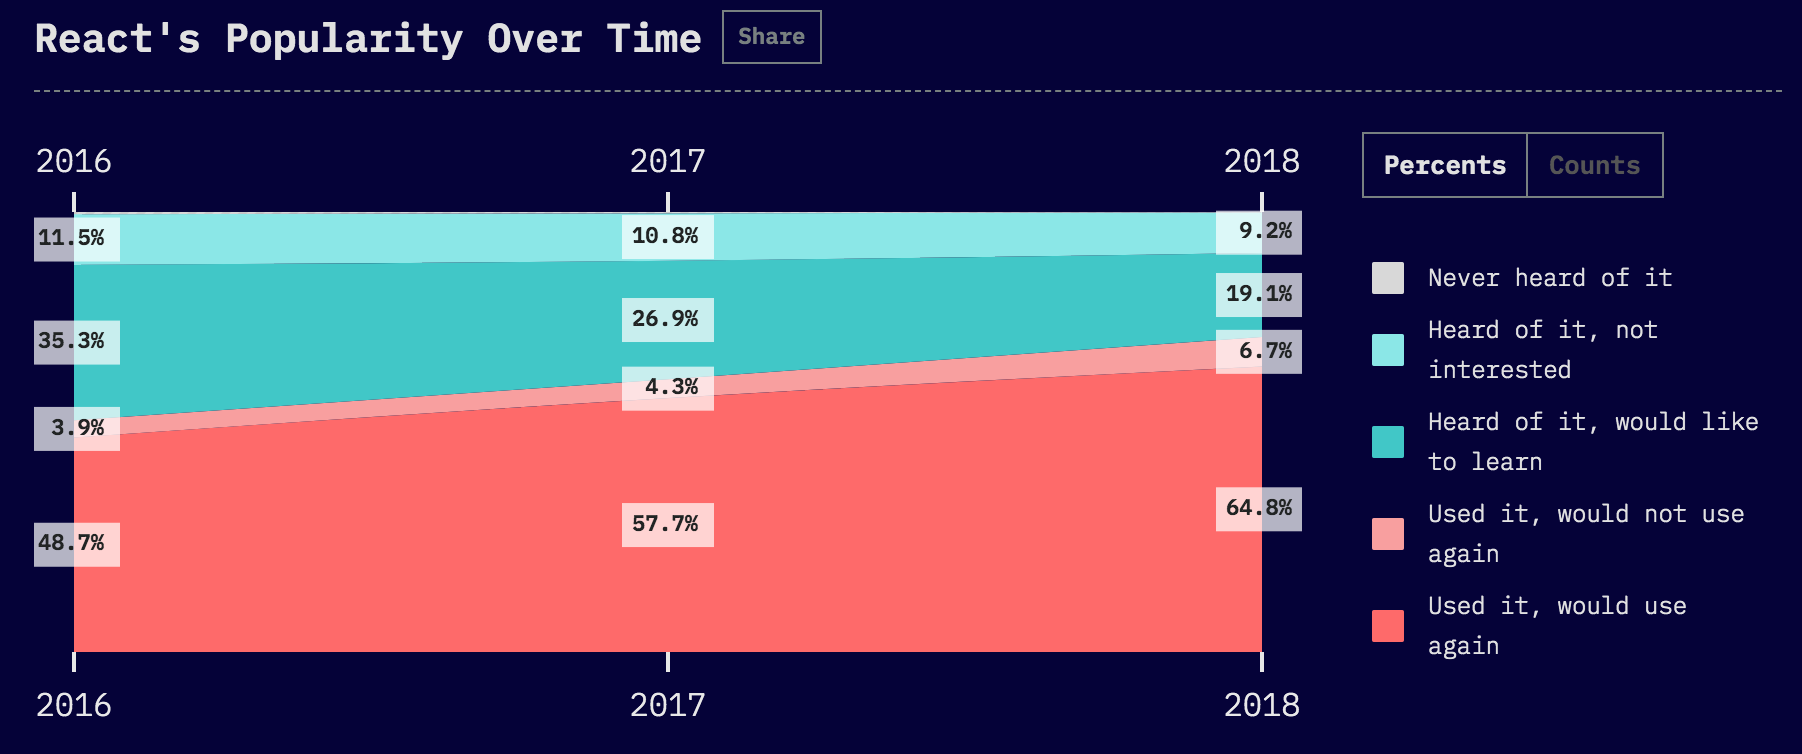 React's Popularity Over Time
Share
2016 2017 2018
Percents Counts
11.5% 10.8% 9.2%
35.3% 26.9% 19.1%
3.9% 4.3% 6.7%
48.7% 57.7% 64.8%
2016 2017 2018
Never heard of it
Heard of it, not
interested
Heard of it, would like
to learn
Used it, would not use
again
Used it, would use
again